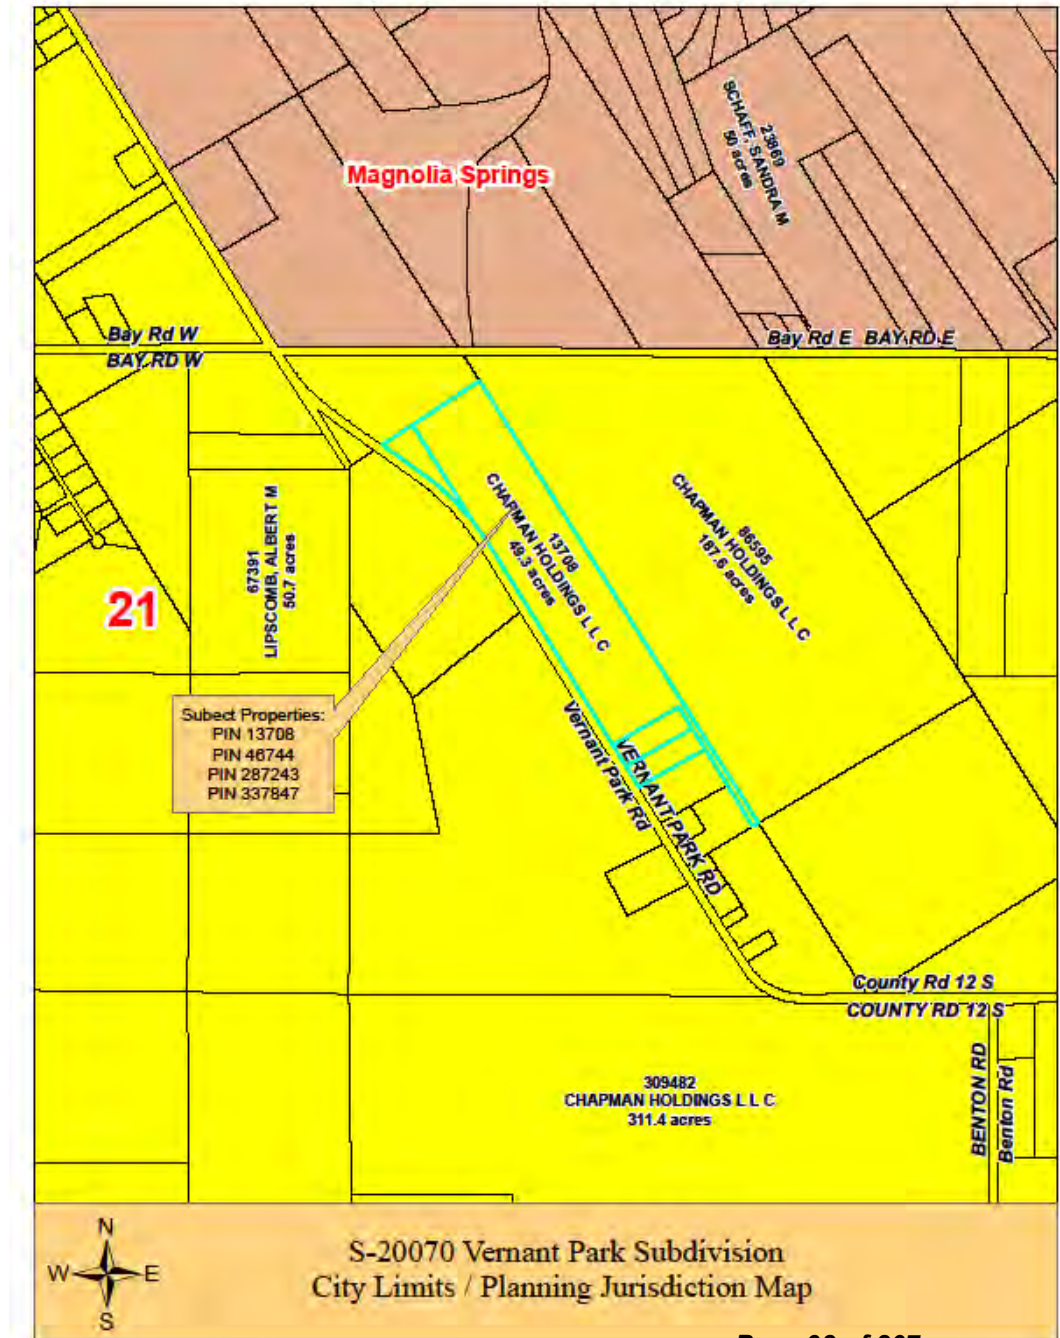 23869
SCHAFF, SANDRA M
50 acres
Magnolia Springs
Bay Rd W
BAY RD W
Bay Rd E BAY RD E
13708
CHAPMAN HOLDINGS L L C
49.3 acres
86595
CHAPMAN HOLDINGS L L C
187.6 acres
67391
LIPSCOMB, ALBERT M
50.7 acres
21
Subect Properties:
PIN 13708
PIN 46744
PIN 287243
PIN 337847
Vernant Park Rd
VERNANT PARK RD
County Rd 12 S
COUNTY RD 12 S
309482
CHAPMAN HOLDINGS L L C
311.4 acres
BENTON RD
Benton Rd
N
W E
S
S-20070 Vernant Park Subdivision
City Limits / Planning Jurisdiction Map